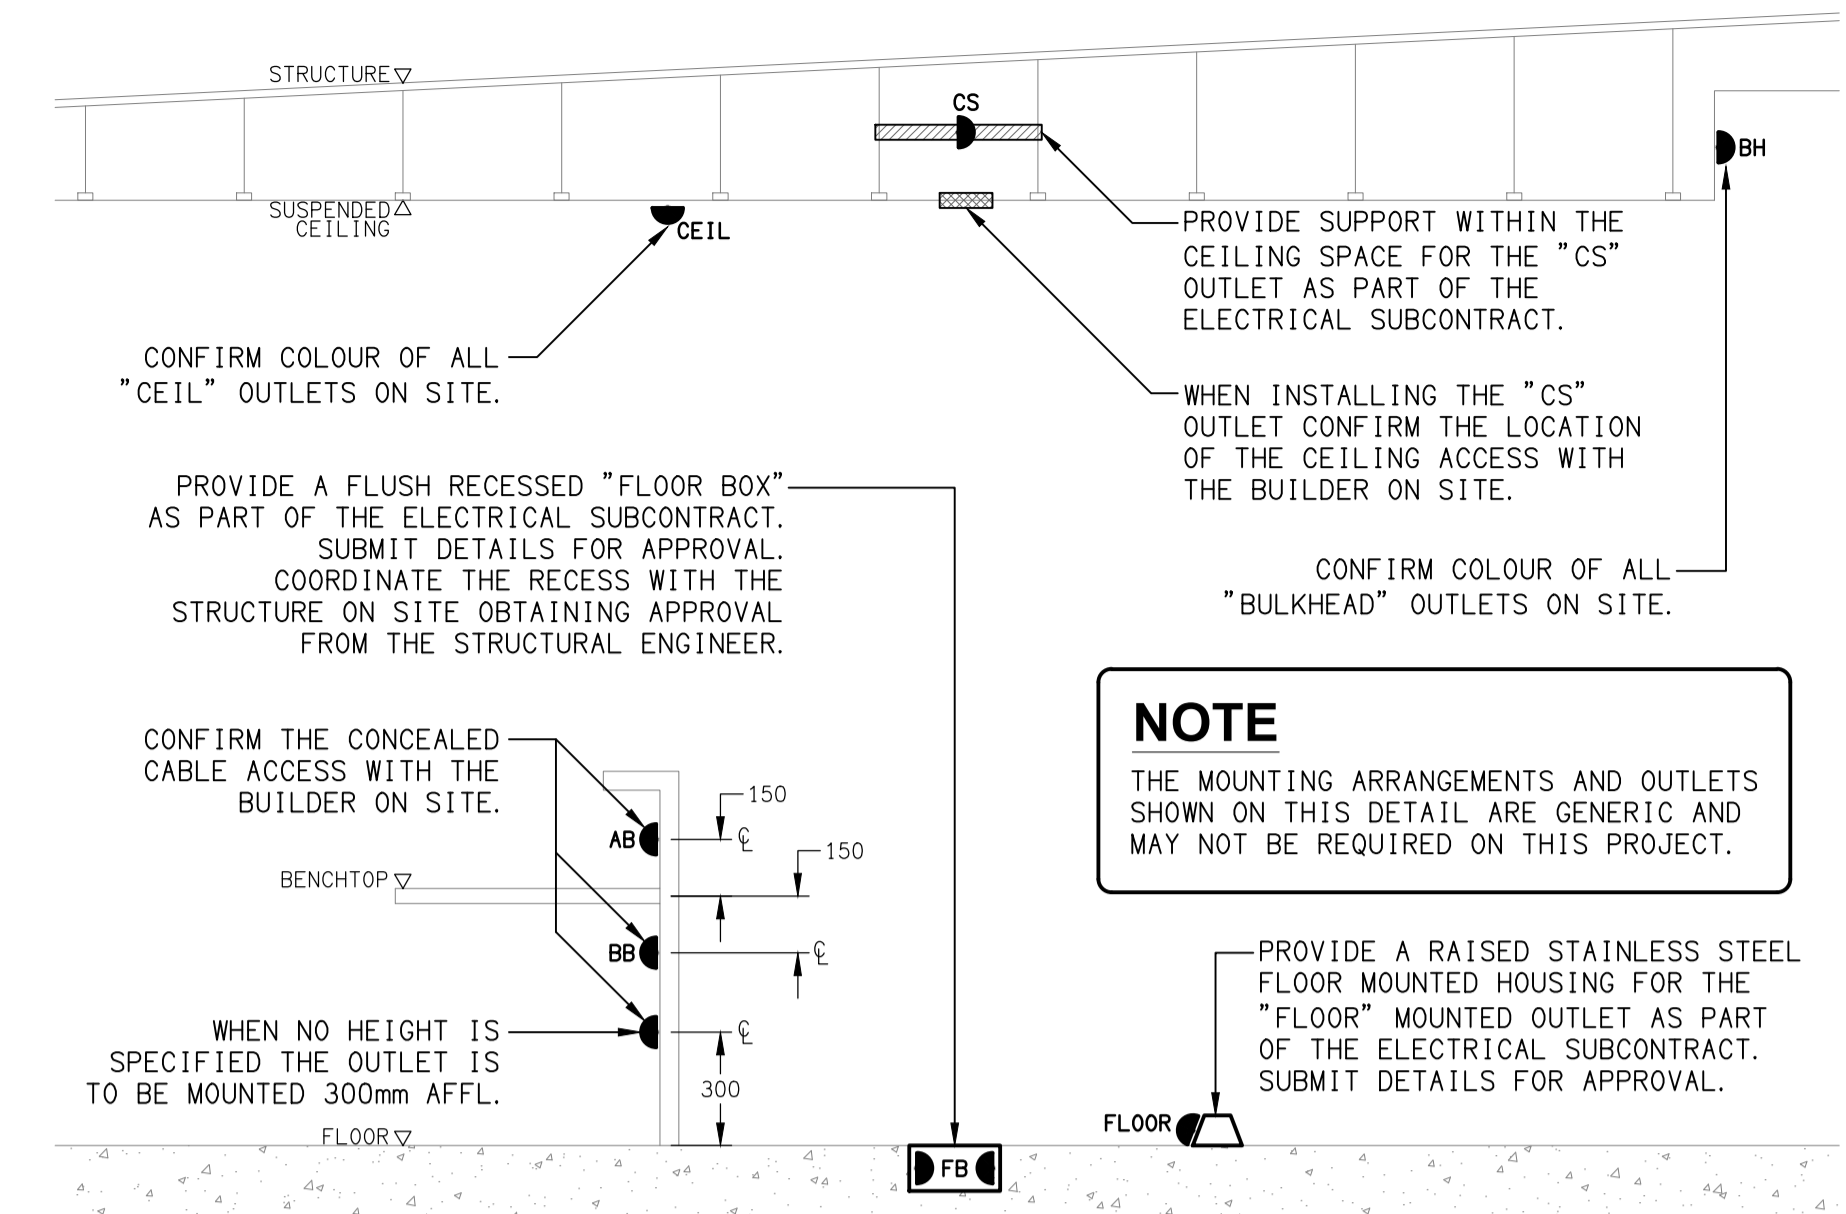 STRUCTURE
CS
BH
SUSPENDED
CEILING
CEIL
PROVIDE SUPPORT WITHIN THE
CEILING SPACE FOR THE "CS"
OUTLET AS PART OF THE
ELECTRICAL SUBCONTRACT.
CONFIRM COLOUR OF ALL
"CEIL" OUTLETS ON SITE.
WHEN INSTALLING THE "CS"
OUTLET CONFIRM THE LOCATION
OF THE CEILING ACCESS WITH
THE BUILDER ON SITE.
PROVIDE A FLUSH RECESSED "FLOOR BOX"
AS PART OF THE ELECTRICAL SUBCONTRACT.
SUBMIT DETAILS FOR APPROVAL.
COORDINATE THE RECESS WITH THE
STRUCTURE ON SITE OBTAINING APPROVAL
FROM THE STRUCTURAL ENGINEER.
CONFIRM COLOUR OF ALL
"BULKHEAD" OUTLETS ON SITE.
NOTE
THE MOUNTING ARRANGEMENTS AND OUTLETS
SHOWN ON THIS DETAIL ARE GENERIC AND
MAY NOT BE REQUIRED ON THIS PROJECT.
CONFIRM THE CONCEALED
CABLE ACCESS WITH THE
BUILDER ON SITE.
150
AB
℄
150
BENCHTOP
BB
℄
WHEN NO HEIGHT IS
SPECIFIED THE OUTLET IS
TO BE MOUNTED 300mm AFFL.
℄
300
PROVIDE A RAISED STAINLESS STEEL
FLOOR MOUNTED HOUSING FOR THE
"FLOOR" MOUNTED OUTLET AS PART
OF THE ELECTRICAL SUBCONTRACT.
SUBMIT DETAILS FOR APPROVAL.
FLOOR
FLOOR
FB